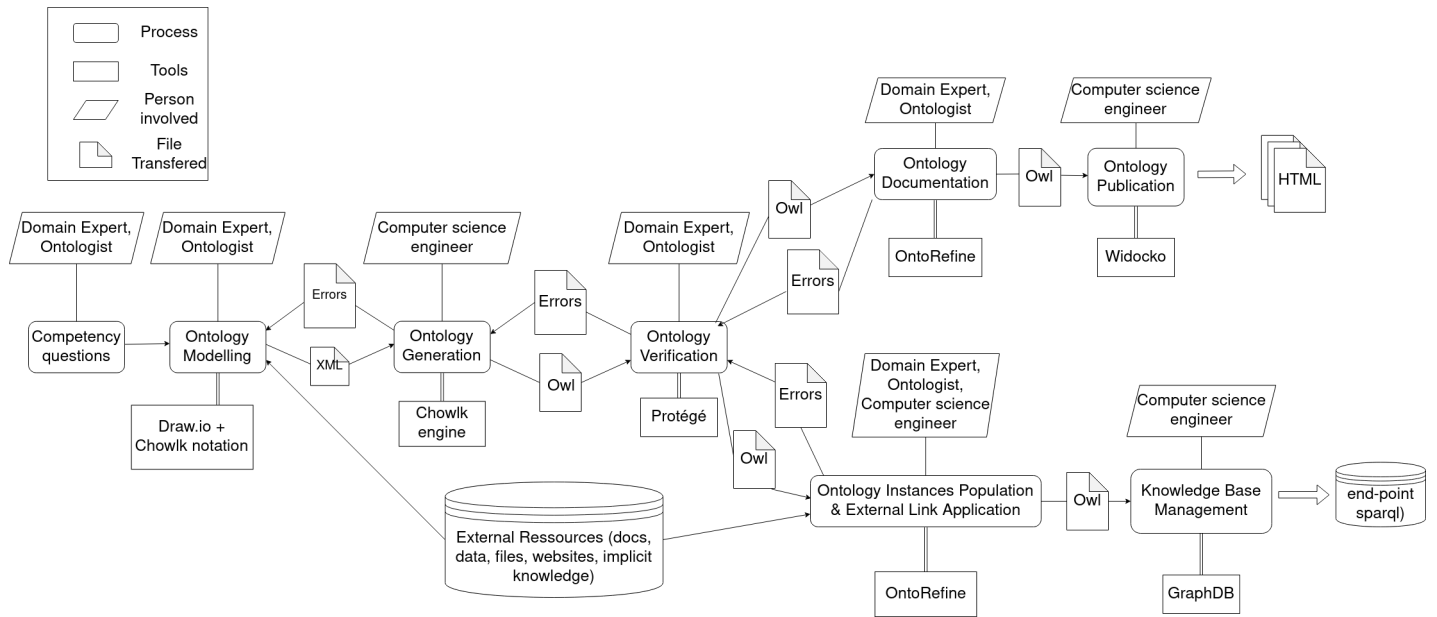 Process
Tools
Person
involved
File
Transfered
Domain Expert,
Ontologist
Computer science
engineer
Ontology
Documentation
Owl
Ontology
Publication
HTML
OntoRefine
Widocko
Owl
Errors
Domain Expert,
Ontologist
Domain Expert,
Ontologist
Computer science
engineer
Domain Expert,
Ontologist
Errors
Errors
Competency
questions
Ontology
Modelling
XML
Ontology
Generation
Owl
Ontology
Verification
Draw.io +
Chowlk notation
Chowlk
engine
Protégé
Errors
Owl
Domain Expert,
Ontologist,
Computer science
engineer
Computer science
engineer
External Ressources (docs,
data, files, websites, implicit
knowledge)
Ontology Instances Population
& External Link Application
Owl
Knowledge Base
Management
end-point
sparql)
OntoRefine
GraphDB